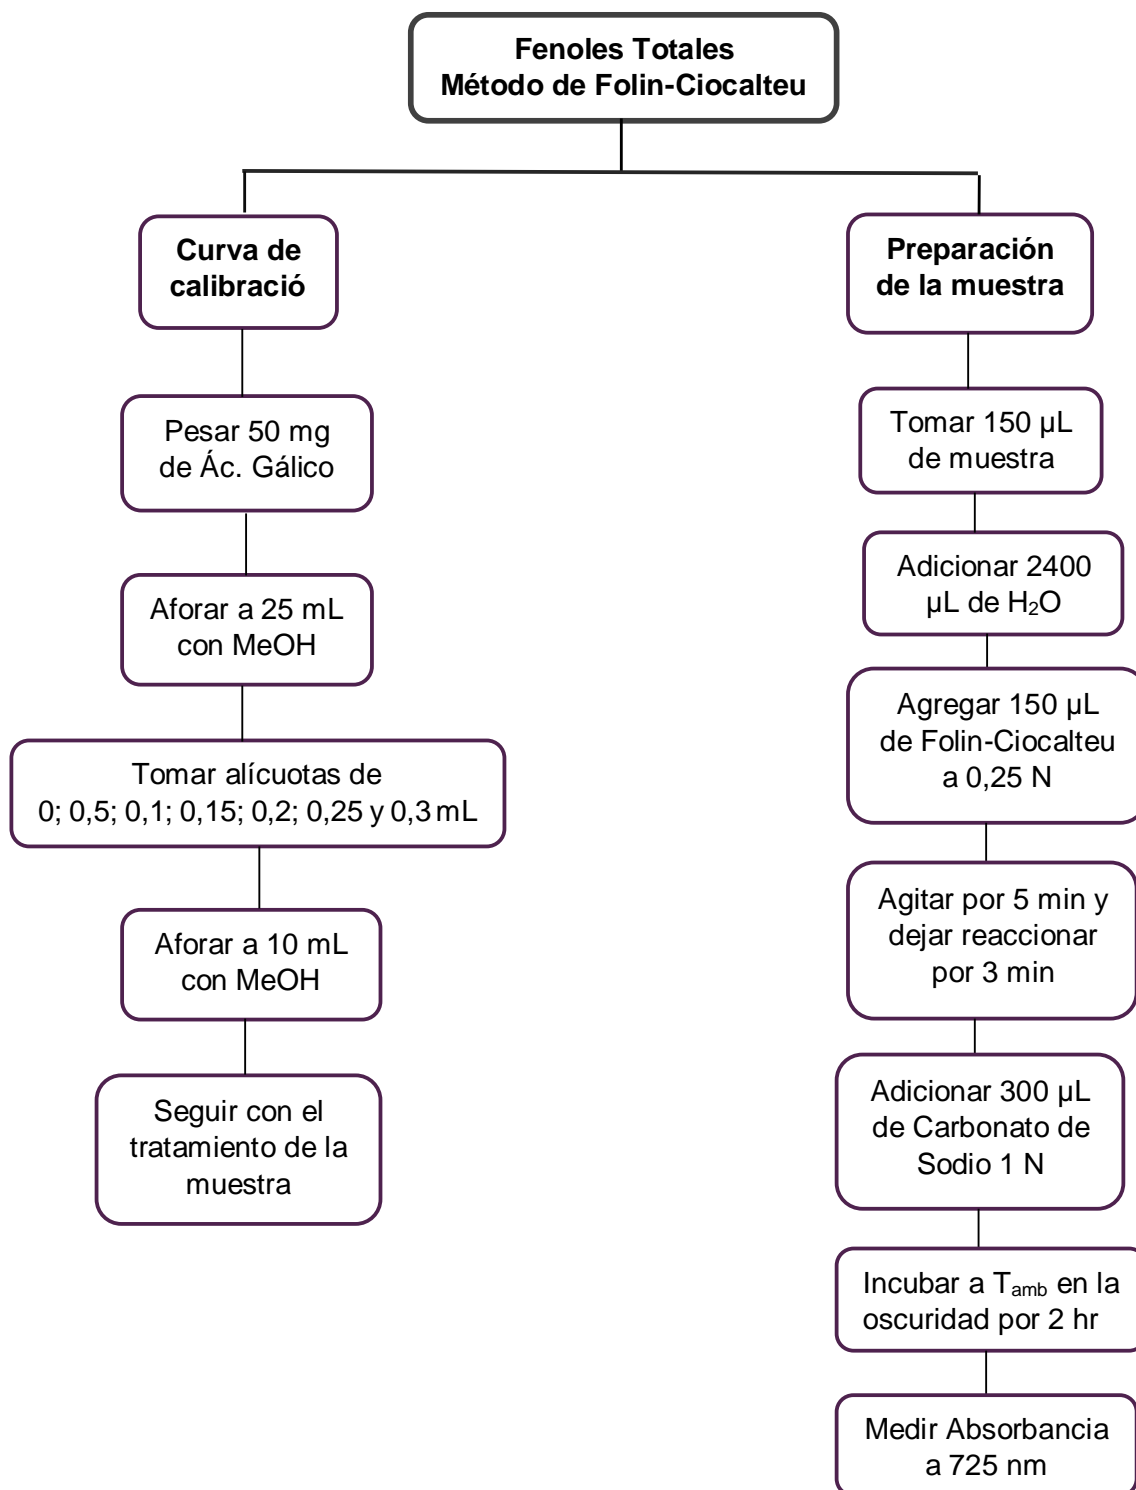 Fenoles Totales
Método de Folin-Ciocalteu
Curva de
calibració
Pesar 50 mg
de Ác. Gálico
Aforar a 25 mL
con MeOH
Tomar alícuotas de
0; 0,5; 0,1; 0,15; 0,2; 0,25 y 0,3 mL
Aforar a 10 mL
con MeOH
Seguir con el
tratamiento de la
muestra
Preparación
de la muestra
Tomar 150 µL
de muestra
Adicionar 2400
µL de H₂O
Agregar 150 µL
de Folin-Ciocalteu
a 0,25 N
Agitar por 5 min y
dejar reaccionar
por 3 min
Adicionar 300 µL
de Carbonato de
Sodio 1 N
Incubar a Tamb en la
oscuridad por 2 hr
Medir Absorbancia
a 725 nm